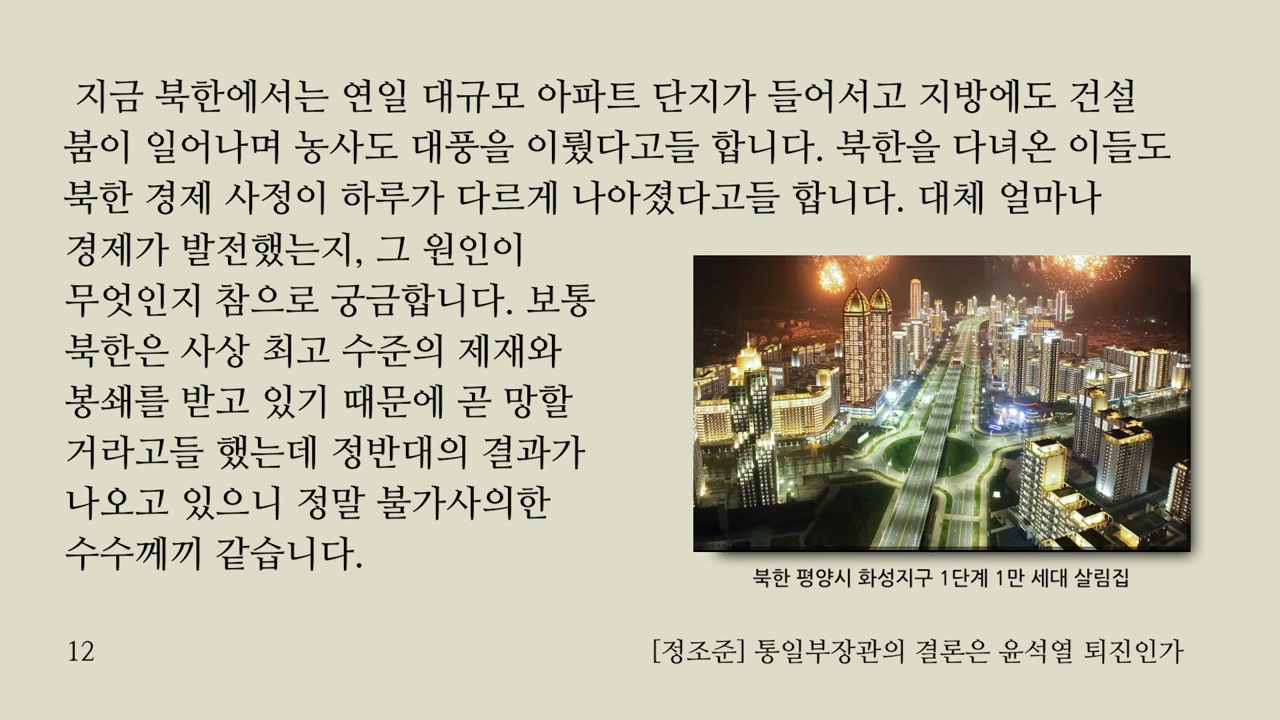 지금 북한에서는 연일 대규모 아파트 단지가 들어서고 지방에도 건설
붐이 일어나며 농사도 대풍을 이뤘다고들 합니다. 북한을 다녀온 이들도
북한 경제 사정이 하루가 다르게 나아졌다고들 합니다. 대체 얼마나
경제가 발전했는지, 그 원인이
무엇인지 참으로 궁금합니다. 보통
북한은 사상 최고 수준의 제재와
봉쇄를 받고 있기 때문에 곧 망할
거라고들 했는데 정반대의 결과가
나오고 있으니 정말 불가사의한
수수께끼 같습니다.
북한 평양시 화성지구 1단계 1만 세대 살림집
12
[정조준] 통일부장관의 결론은 윤석열 퇴진인가